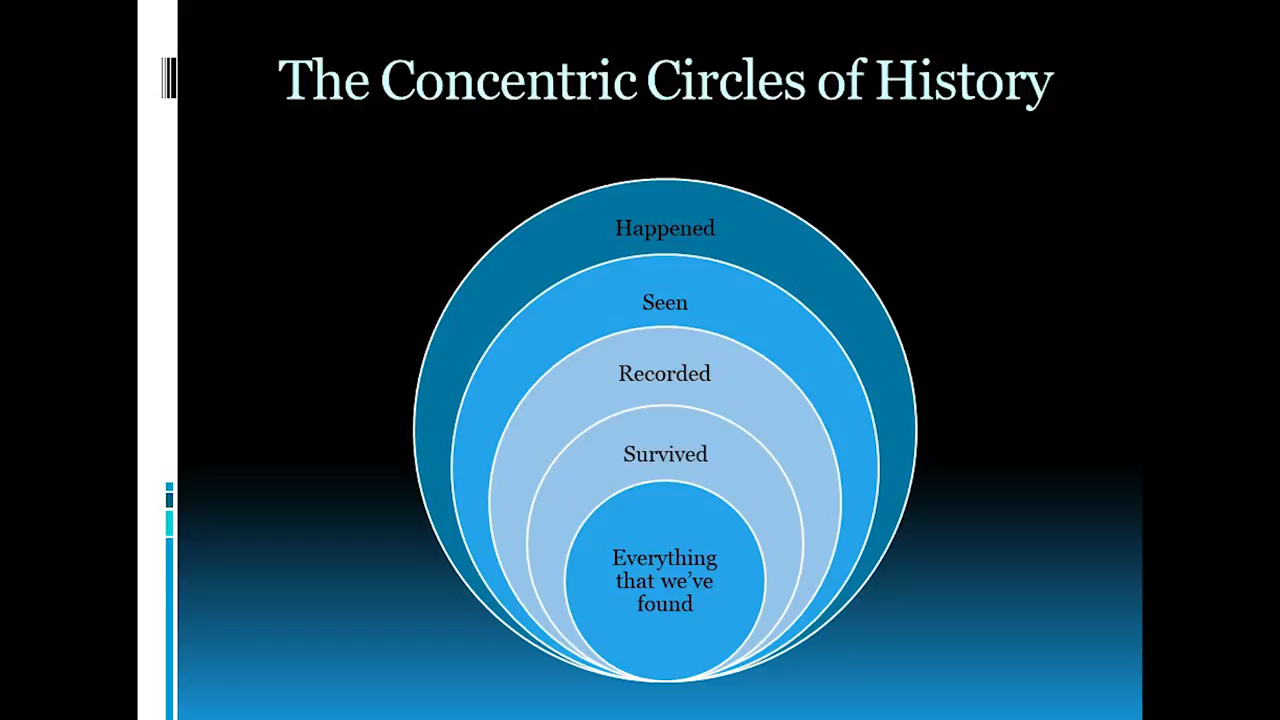 The Concentric Circles of History
Happened
Seen
Recorded
Survived
Everything
that we’ve
found